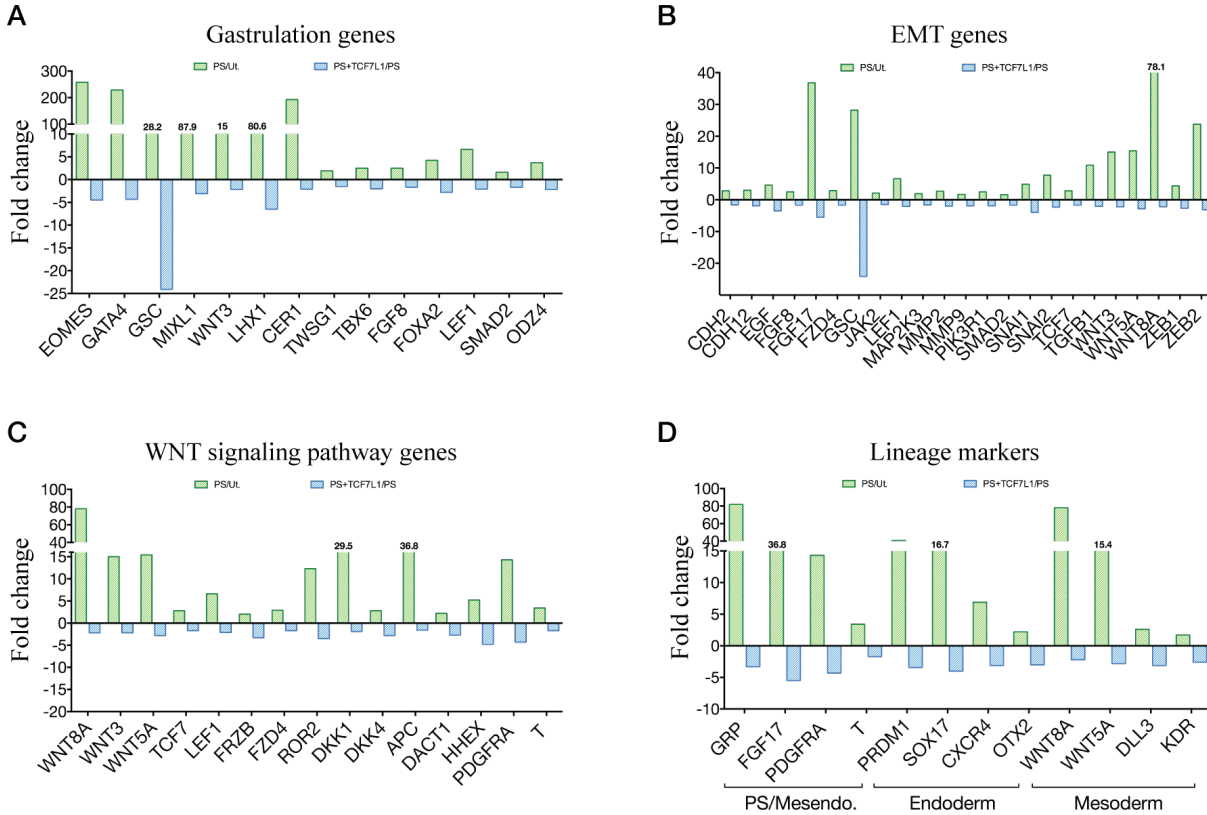 A
Gastrulation genes
PS/Ut.
PS+TCF7L1/PS
Fold change
300
200
100
10
5
0
-5
-10
-15
-20
-25
28.2
87.9
15
80.6
EOMES
GATA4
GSC
MIXL1
WNT3
LHX1
CER1
TWSG1
TBX6
FGF8
FOXA2
LEF1
SMAD2
ODZ4
B
EMT genes
PS/Ut.
PS+TCF7L1/PS
78.1
Fold change
40
30
20
10
0
-10
-20
CDH2
CDH12
EGF
FGF8
FGF17
FZD4
GSC
JAK2
LEF1
MAP2K3
MMP2
MMP9
PIK3R1
SMAD2
SNAI1
SNAI2
TCF7
TGFB1
WNT3
WNT5A
WNT8A
ZEB1
ZEB2
C
WNT signaling pathway genes
PS/Ut.
PS+TCF7L1/PS
Fold change
100
80
60
40
15
10
5
0
-5
-10
-15
-20
29.5
36.8
WNT8A
WNT3
WNT5A
TCF7
LEF1
FRZB
FZD4
ROR2
DKK1
DKK4
APC
DACT1
HHEX
PDGFRA
T
D
Lineage markers
PS/Ut.
PS+TCF7L1/PS
Fold change
100
80
60
40
15
10
5
0
-5
-10
36.8
16.7
15.4
GRP
FGF17
PDGFRA
T
PRDM1
SOX17
CXCR4
OTX2
WNT8A
WNT5A
DLL3
KDR
PS/Mesendo.
Endoderm
Mesoderm